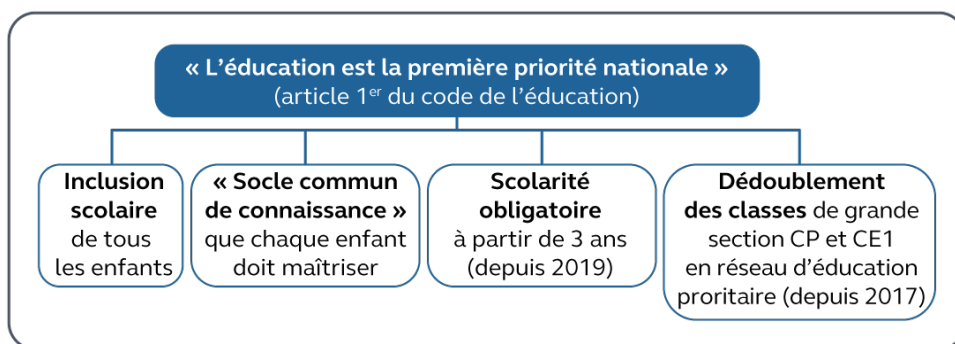 « L’éducation est la première priorité nationale »
(article 1er du code de l’éducation)
Inclusion
scolaire
de tous
les enfants
« Socle commun
de connaissance »
que chaque enfant
doit maîtriser
Scolarité
obligatoire
à partir de 3 ans
(depuis 2019)
Dédoublement
des classes de grande
section CP et CE1
en réseau d’éducation
proritaire (depuis 2017)